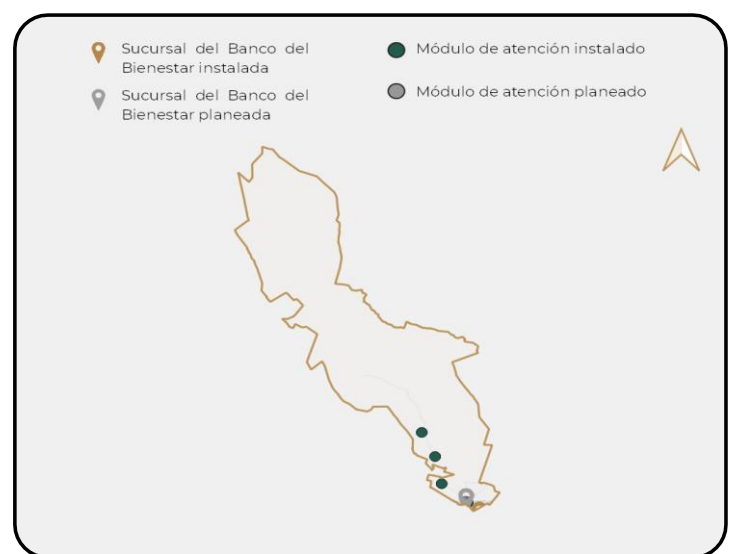 Sucursal del Banco del
Bienestar instalada
Sucursal del Banco del
Bienestar planeada
Módulo de atención instalado
Módulo de atención planeado